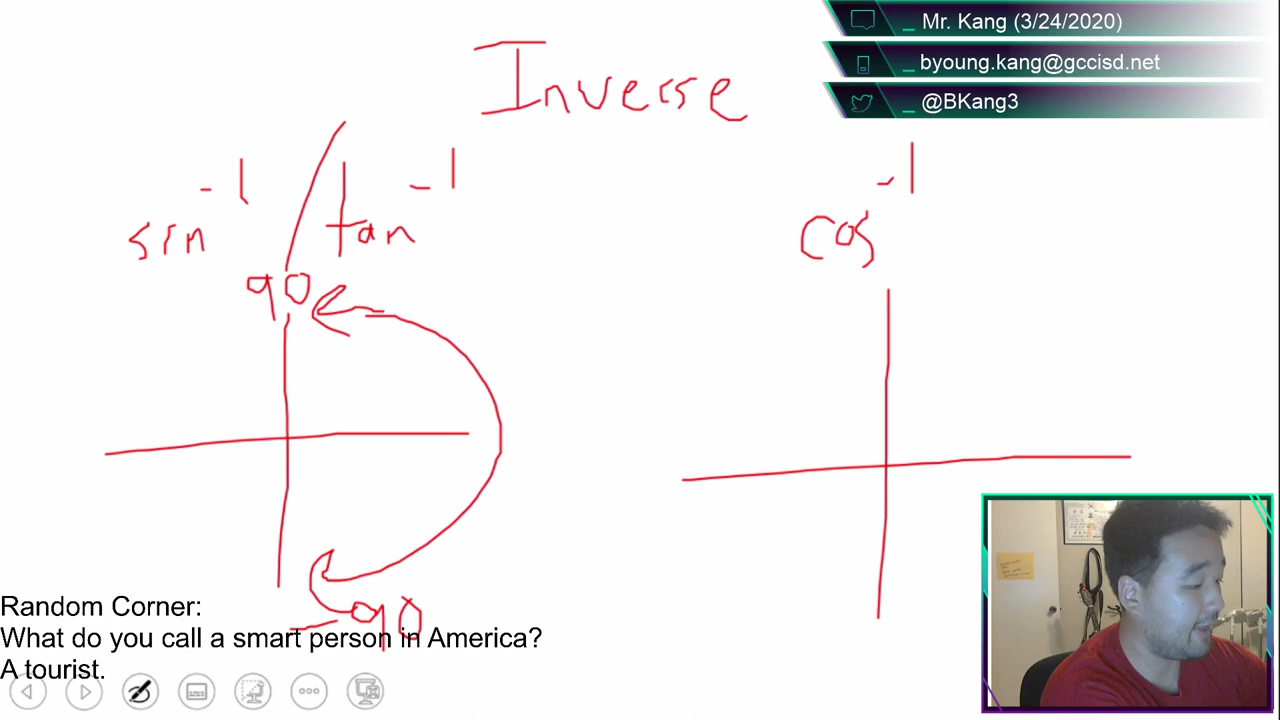 _ Mr. Kang (3/24/2020)
_ byoung.kang@gccisd.net
_ @BKang3
Inverse
sin⁻¹ / tan⁻¹
cos⁻¹
90
-90
Random Corner:
What do you call a smart person in America?
A tourist.